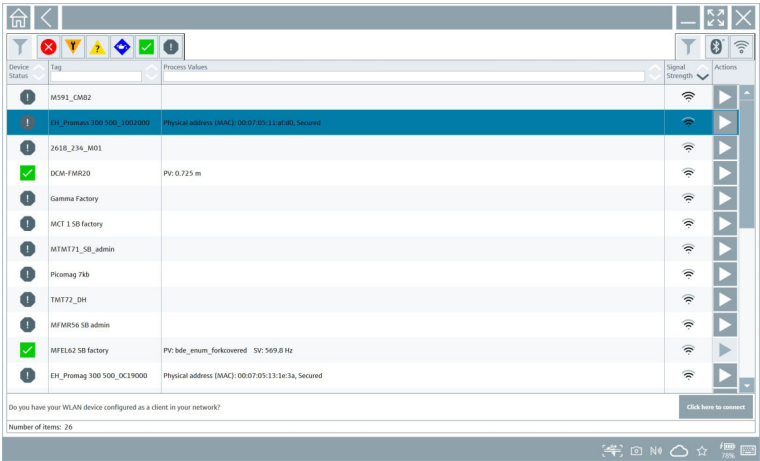 Device Status Tag Process Values Signal Strength Actions
M591_CM82
EH_Promass 300 500_1002000 Physical address (MAC): 00:07:05:11:af:d0, Secured
2618_234_M01
DCM-FMR20 PV: 0.725 m
Gamma Factory
MCT 1 SB factory
MTMT71_SB_admin
Picomag 7kb
TMT72_DH
MFMR56 SB admin
MFEL62 SB factory PV: bde_enum_forkcovered SV: 569.8 Hz
EH_Promag 300 500_0C19000 Physical address (MAC): 00:07:05:13:1e:3a, Secured
Do you have your WLAN device configured as a client in your network? Click here to connect
Number of items: 26
78%